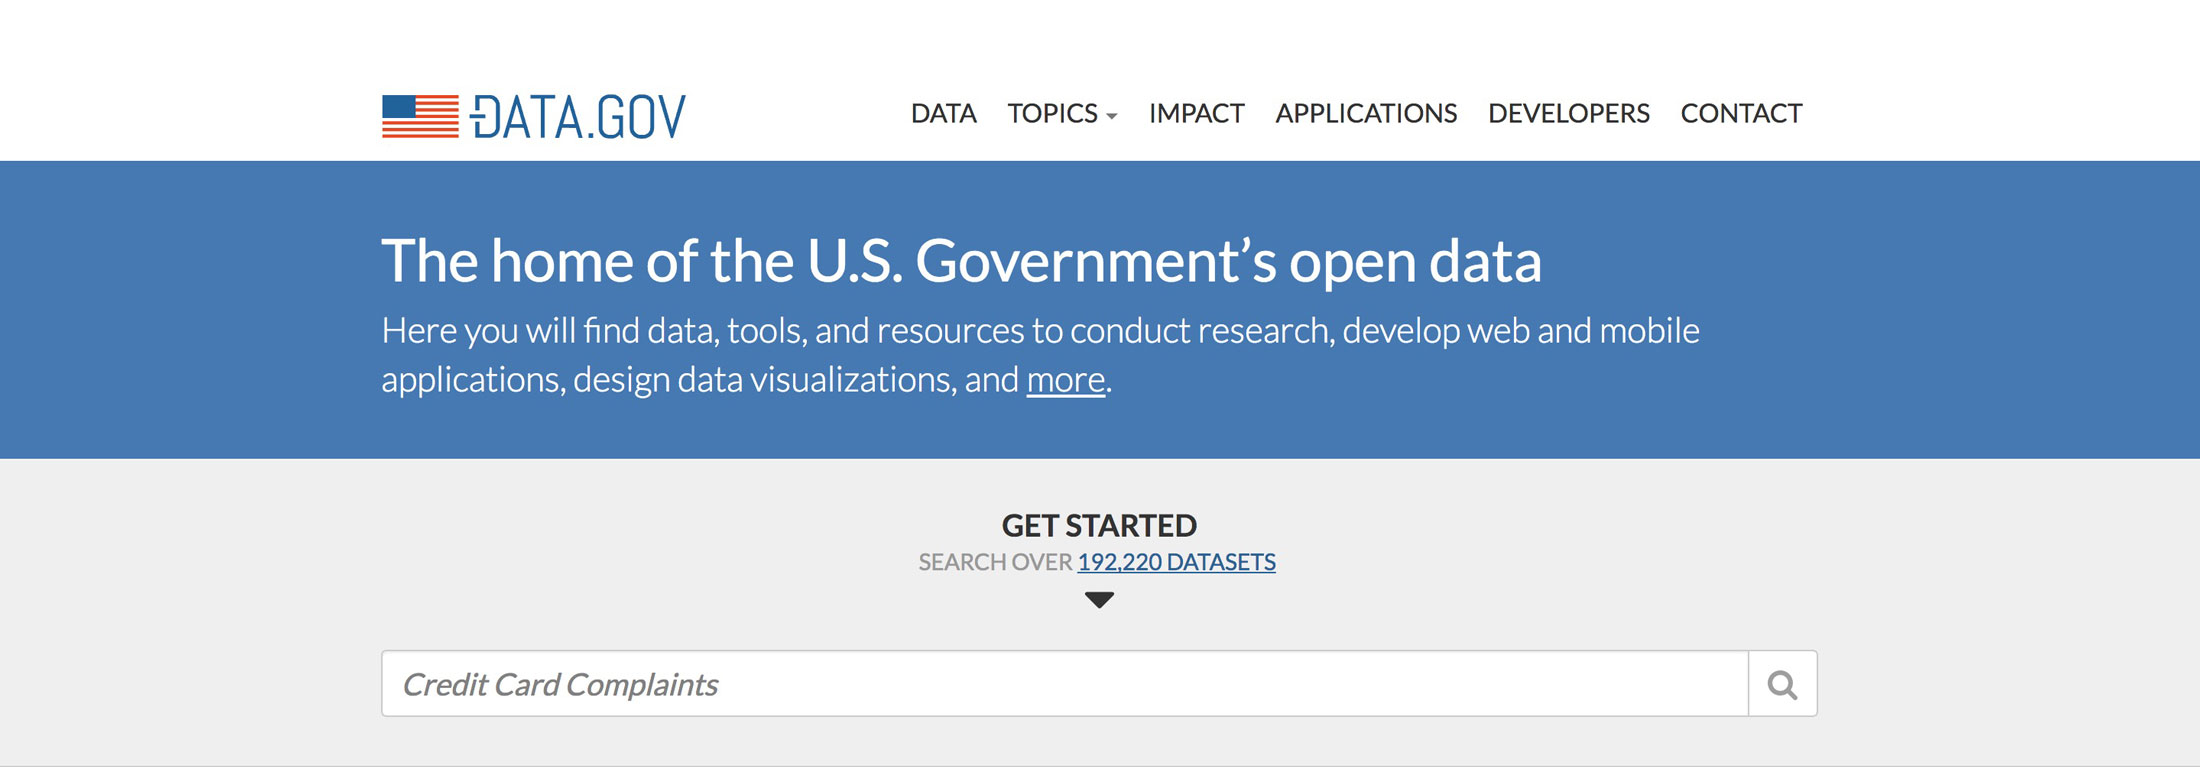 DATA.GOV
DATA TOPICS IMPACT APPLICATIONS DEVELOPERS CONTACT
The home of the U.S. Government’s open data
Here you will find data, tools, and resources to conduct research, develop web and mobile
applications, design data visualizations, and more.
GET STARTED
SEARCH OVER 192,220 DATASETS
Credit Card Complaints